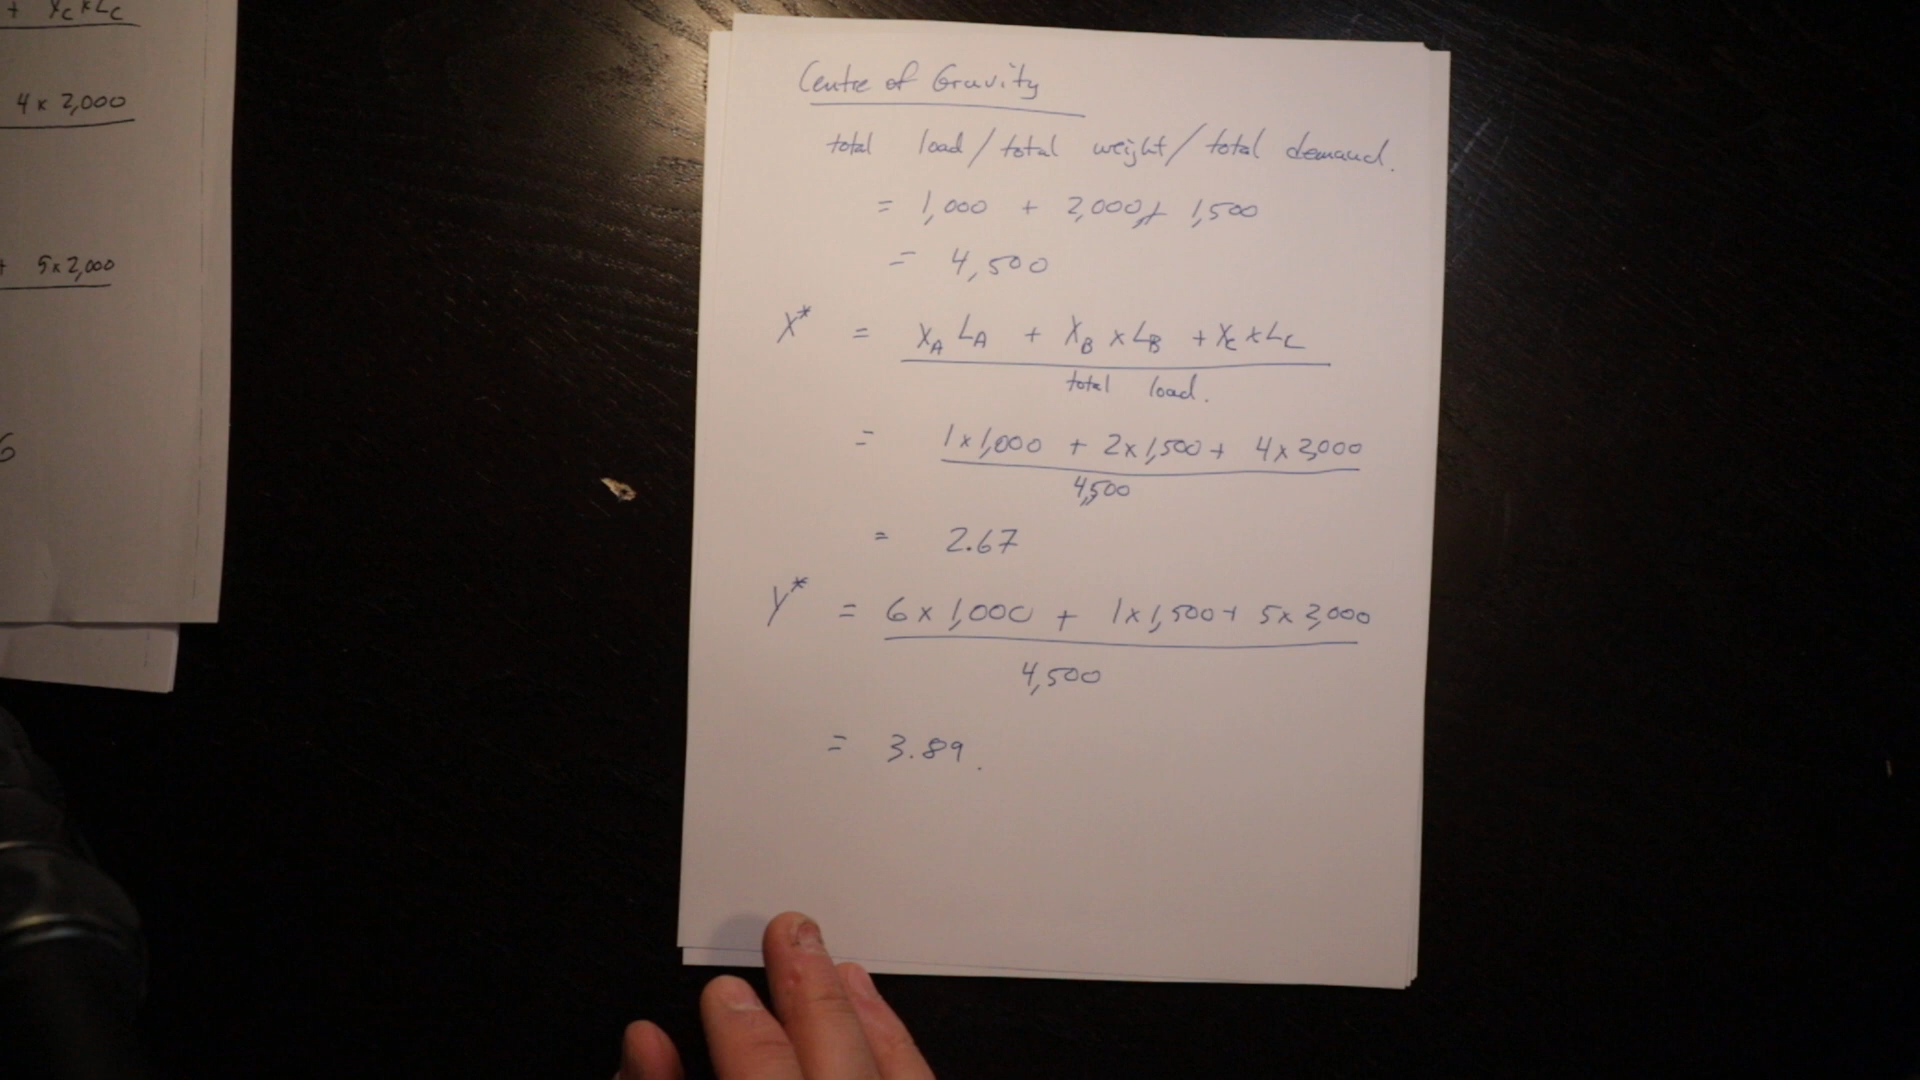 + XC x LC
4 x 2,000
+ 5 x 2,000
6
Centre of Gravity
total load / total weight / total demand.
= 1,000 + 2,000 + 1,500
= 4,500
X* = XA LA + XB x LB + XC x LC
total load.
= 1 x 1,000 + 2 x 1,500 + 4 x 2,000
4,500
= 2.67
Y* = 6 x 1,000 + 1 x 1,500 + 5 x 2,000
4,500
= 3.89.